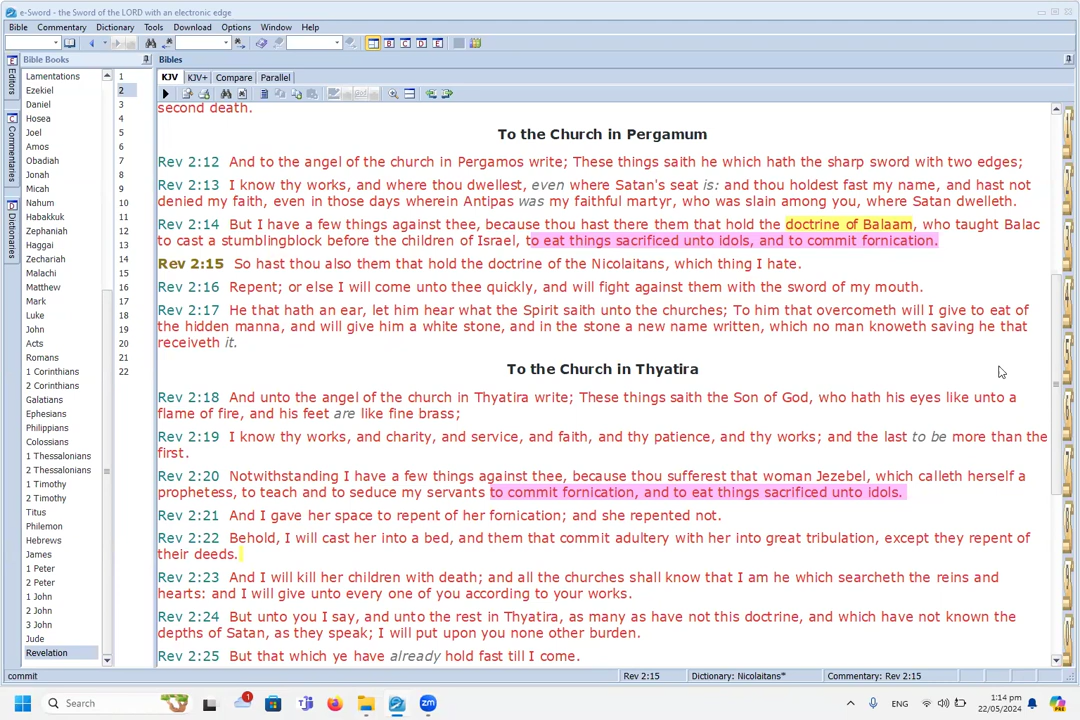 e-Sword - the Sword of the LORD with an electronic edge
Bible Commentary Dictionary Tools Download Options Window Help
B C D E
Bible Books
Bibles
KJV KJV+ Compare Parallel
Editors
Commentaries
Dictionaries
Lamentations
Ezekiel
Daniel
Hosea
Joel
Amos
Obadiah
Jonah
Micah
Nahum
Habakkuk
Zephaniah
Haggai
Zechariah
Malachi
Matthew
Mark
Luke
John
Acts
Romans
1 Corinthians
2 Corinthians
Galatians
Ephesians
Philippians
Colossians
1 Thessalonians
2 Thessalonians
1 Timothy
2 Timothy
Titus
Philemon
Hebrews
James
1 Peter
2 Peter
1 John
2 John
3 John
Jude
Revelation
1
2
3
4
5
6
7
8
9
10
11
12
13
14
15
16
17
18
19
20
21
22
second death.
To the Church in Pergamum
Rev 2:12 And to the angel of the church in Pergamos write; These things saith he which hath the sharp sword with two edges;
Rev 2:13 I know thy works, and where thou dwellest, even where Satan's seat is: and thou holdest fast my name, and hast not
denied my faith, even in those days wherein Antipas was my faithful martyr, who was slain among you, where Satan dwelleth.
Rev 2:14 But I have a few things against thee, because thou hast there them that hold the doctrine of Balaam, who taught Balac
to cast a stumblingblock before the children of Israel, to eat things sacrificed unto idols, and to commit fornication.
Rev 2:15 So hast thou also them that hold the doctrine of the Nicolaitans, which thing I hate.
Rev 2:16 Repent; or else I will come unto thee quickly, and will fight against them with the sword of my mouth.
Rev 2:17 He that hath an ear, let him hear what the Spirit saith unto the churches; To him that overcometh will I give to eat of
the hidden manna, and will give him a white stone, and in the stone a new name written, which no man knoweth saving he that
receiveth it.
To the Church in Thyatira
Rev 2:18 And unto the angel of the church in Thyatira write; These things saith the Son of God, who hath his eyes like unto a
flame of fire, and his feet are like fine brass;
Rev 2:19 I know thy works, and charity, and service, and faith, and thy patience, and thy works; and the last to be more than the
first.
Rev 2:20 Notwithstanding I have a few things against thee, because thou sufferest that woman Jezebel, which calleth herself a
prophetess, to teach and to seduce my servants to commit fornication, and to eat things sacrificed unto idols.
Rev 2:21 And I gave her space to repent of her fornication; and she repented not.
Rev 2:22 Behold, I will cast her into a bed, and them that commit adultery with her into great tribulation, except they repent of
their deeds.
Rev 2:23 And I will kill her children with death; and all the churches shall know that I am he which searcheth the reins and
hearts: and I will give unto every one of you according to your works.
Rev 2:24 But unto you I say, and unto the rest in Thyatira, as many as have not this doctrine, and which have not known the
depths of Satan, as they speak; I will put upon you none other burden.
Rev 2:25 But that which ye have already hold fast till I come.
commit
Rev 2:15
Dictionary: Nicolaitans*
Commentary: Rev 2:15
Search
1
ENG
1:14 pm
22/05/2024